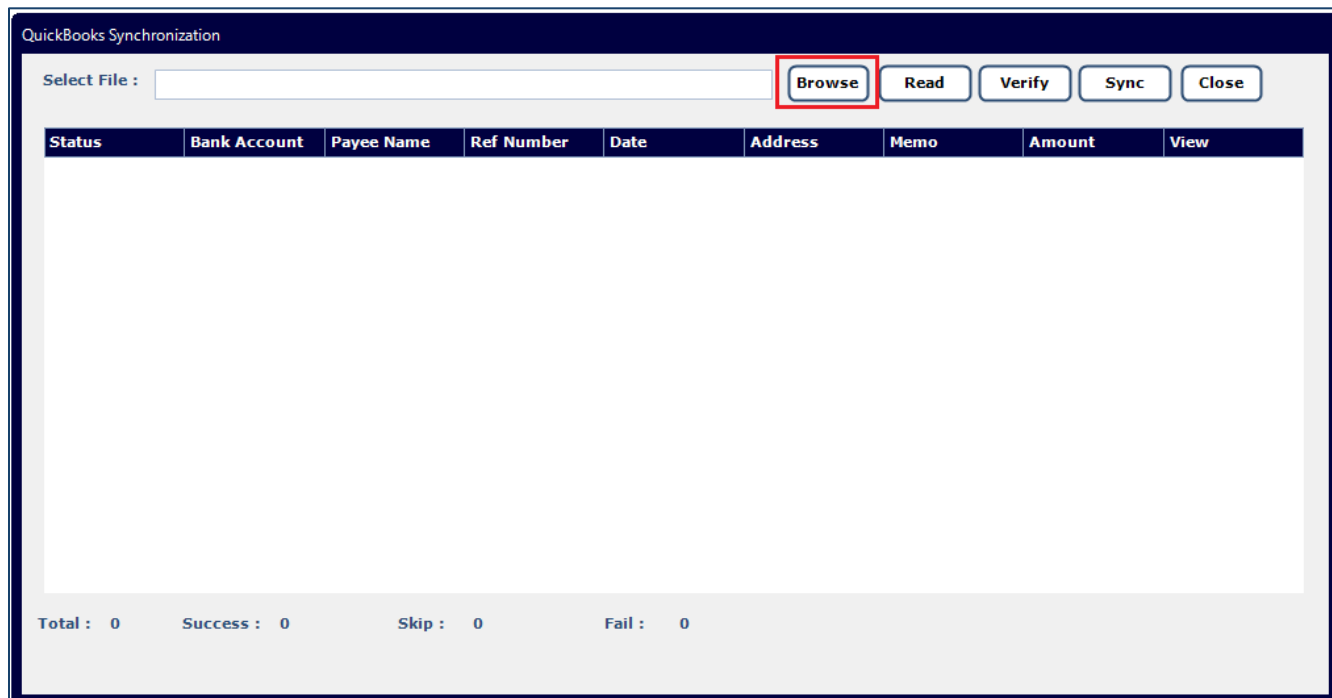 QuickBooks Synchronization
Select File : Browse Read Verify Sync Close
Status Bank Account Payee Name Ref Number Date Address Memo Amount View
Total : 0 Success : 0 Skip : 0 Fail : 0